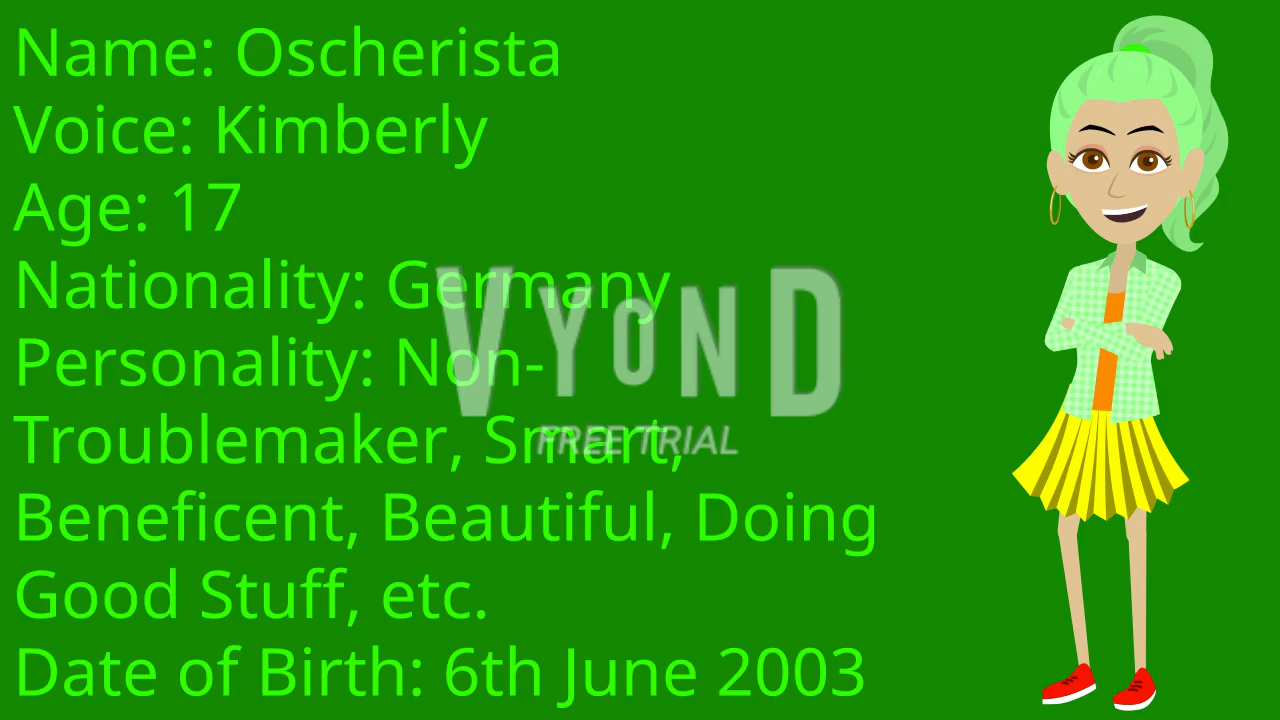 Name: Oscherista
Voice: Kimberly
Age: 17
Nationality: Germany
Personality: Non-
Troublemaker, Smart,
Beneficent, Beautiful, Doing
Good Stuff, etc.
Date of Birth: 6th June 2003
VYOND
FREE TRIAL